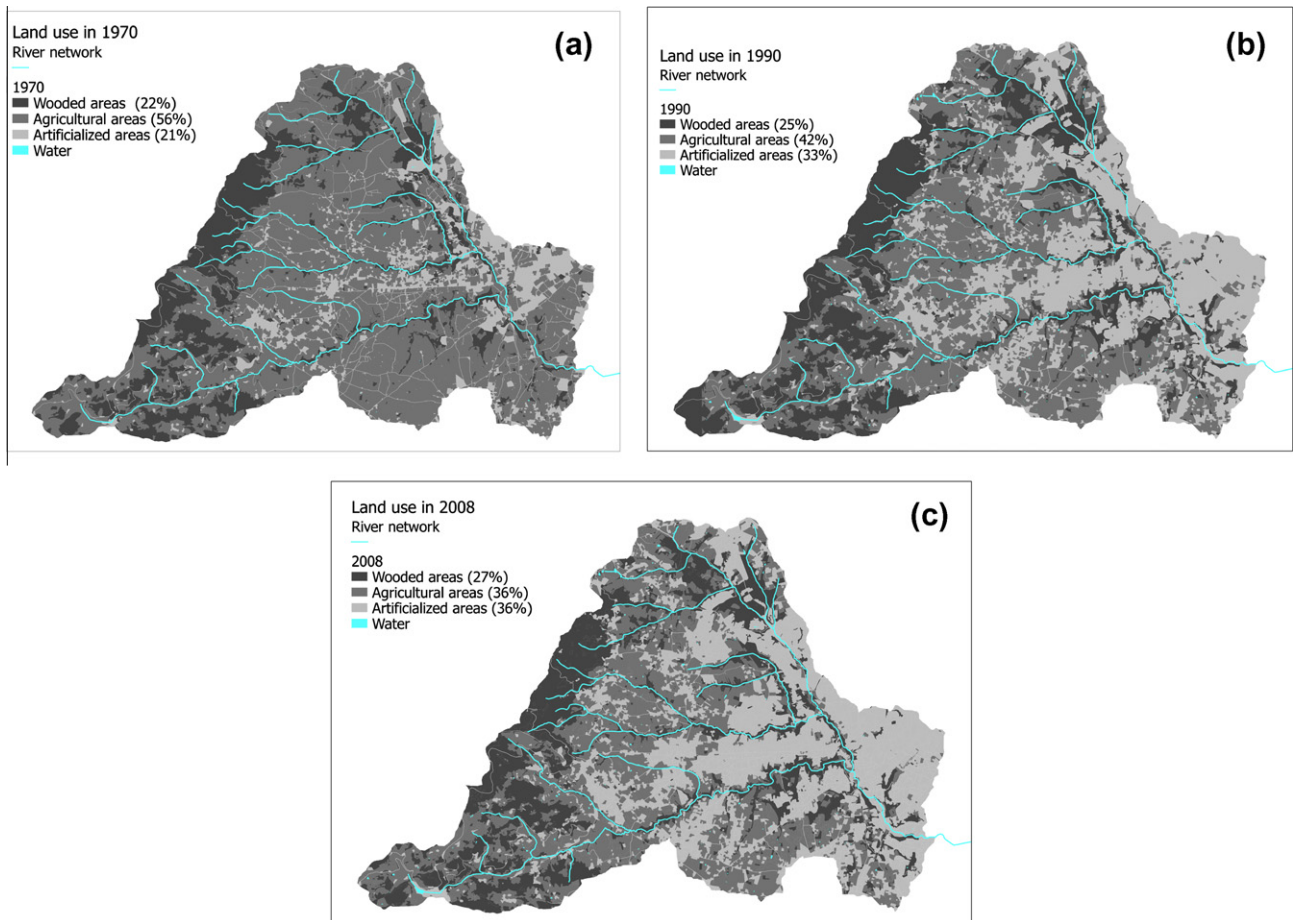 Land use in 1970
River network
(a)
1970
Wooded areas (22%)
Agricultural areas (56%)
Artificialized areas (21%)
Water
Land use in 1990
River network
(b)
1990
Wooded areas (25%)
Agricultural areas (42%)
Artificialized areas (33%)
Water
Land use in 2008
River network
(c)
2008
Wooded areas (27%)
Agricultural areas (36%)
Artificialized areas (36%)
Water